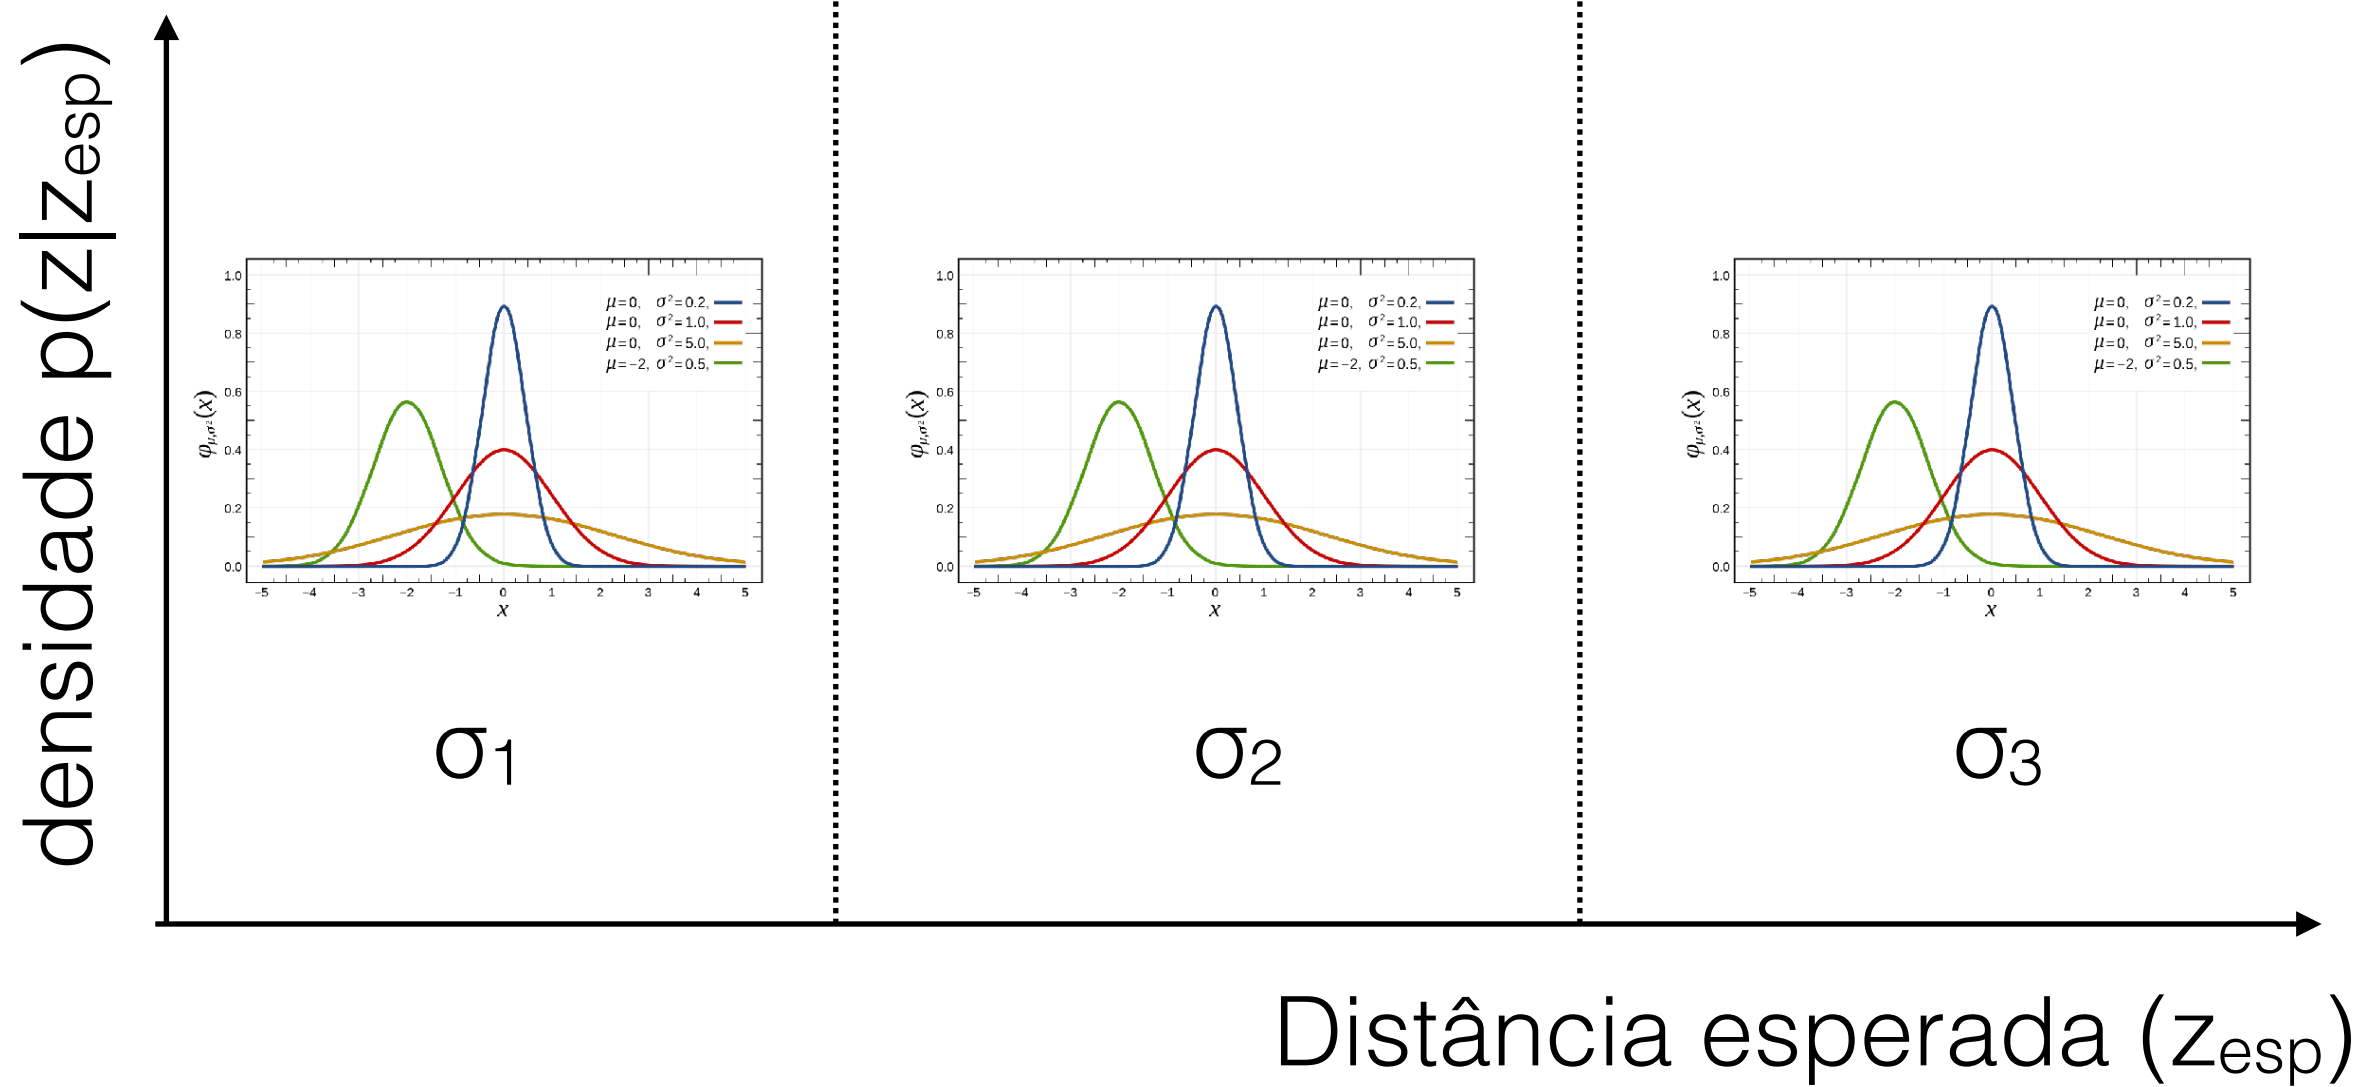 densidade p(z|z_esp)
1.0
0.8
0.6
0.4
0.2
0.0
φμ,σ²(x)
μ=0, σ²=0.2,
μ=0, σ²=1.0,
μ=0, σ²=5.0,
μ=−2, σ²=0.5,
−5 −4 −3 −2 −1 0 1 2 3 4 5
x
σ1
1.0
0.8
0.6
0.4
0.2
0.0
φμ,σ²(x)
μ=0, σ²=0.2,
μ=0, σ²=1.0,
μ=0, σ²=5.0,
μ=−2, σ²=0.5,
−5 −4 −3 −2 −1 0 1 2 3 4 5
x
σ2
1.0
0.8
0.6
0.4
0.2
0.0
φμ,σ²(x)
μ=0, σ²=0.2,
μ=0, σ²=1.0,
μ=0, σ²=5.0,
μ=−2, σ²=0.5,
−5 −4 −3 −2 −1 0 1 2 3 4 5
x
σ3
Distância esperada (z_esp)